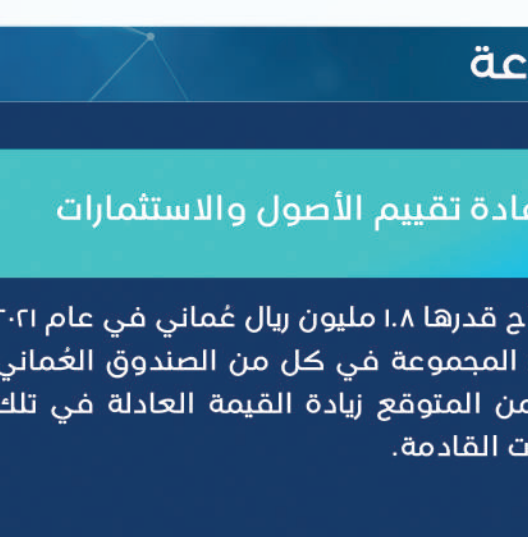 عة
ادة تقييم الأصول والاستثمارات
ح قدرها ١.٨ مليون ريال عُماني في عام ٢٠٢١
المجموعة في كل من الصندوق العُماني
من المتوقع زيادة القيمة العادلة في تلك
ت القادمة.